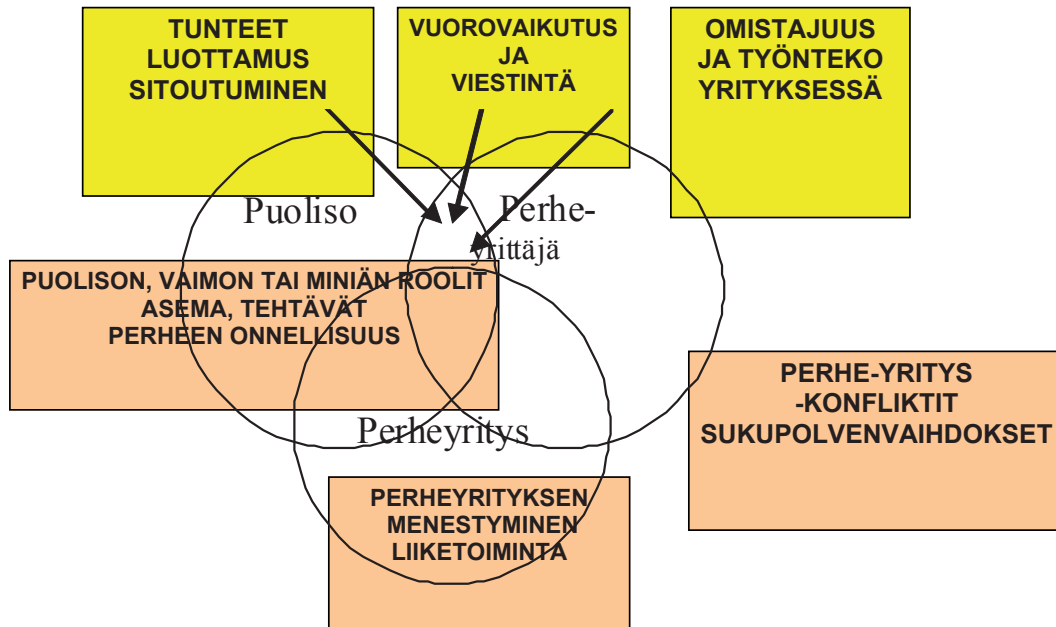 TUNTEET
LUOTTAMUS
SITOUTUMINEN
VUOROVAIKUTUS
JA
VIESTINTÄ
OMISTAJUUS
JA TYÖNTEKO
YRITYKSESSÄ
Puoliso
Perhe-
yrittäjä
PUOLISON, VAIMON TAI MINIÄN ROOLIT
ASEMA, TEHTÄVÄT
PERHEEN ONNELLISUUS
PERHE-YRITYS
-KONFLIKTIT
SUKUPOLVENVAIHDOKSET
Perheyritys
PERHEYRITYKSEN
MENESTYMINEN
LIIKETOIMINTA